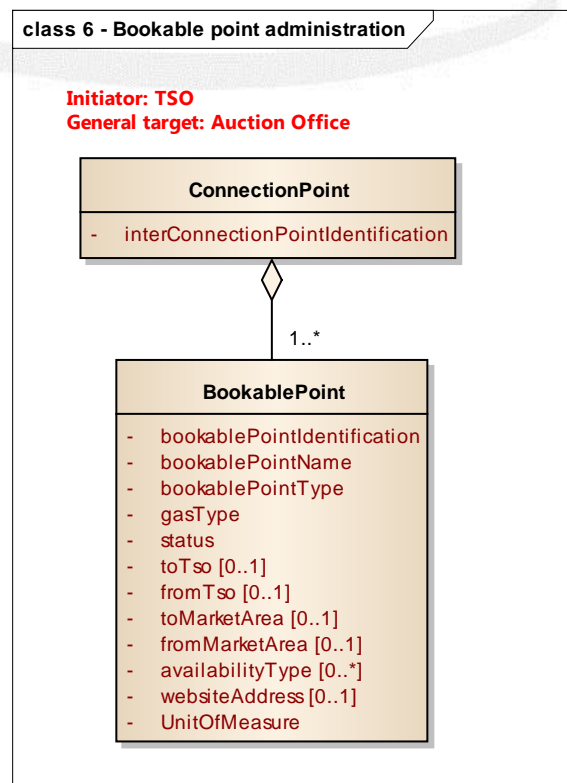 class 6 - Bookable point administration
Initiator: TSO
General target: Auction Office
ConnectionPoint
- interConnectionPointIdentification
1..*
BookablePoint
- bookablePointIdentification
- bookablePointName
- bookablePointType
- gasType
- status
- toTso [0..1]
- fromTso [0..1]
- toMarketArea [0..1]
- fromMarketArea [0..1]
- availabilityType [0..*]
- websiteAddress [0..1]
- UnitOfMeasure